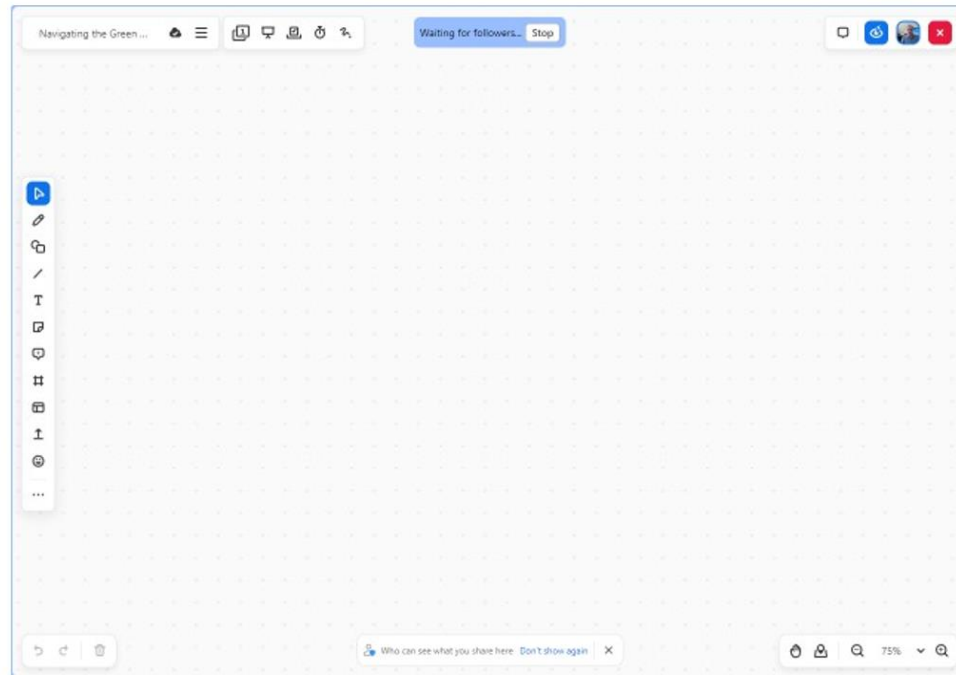 Navigating the Green ...
Waiting for followers... Stop
T
Who can see what you share here Don't show again
75%